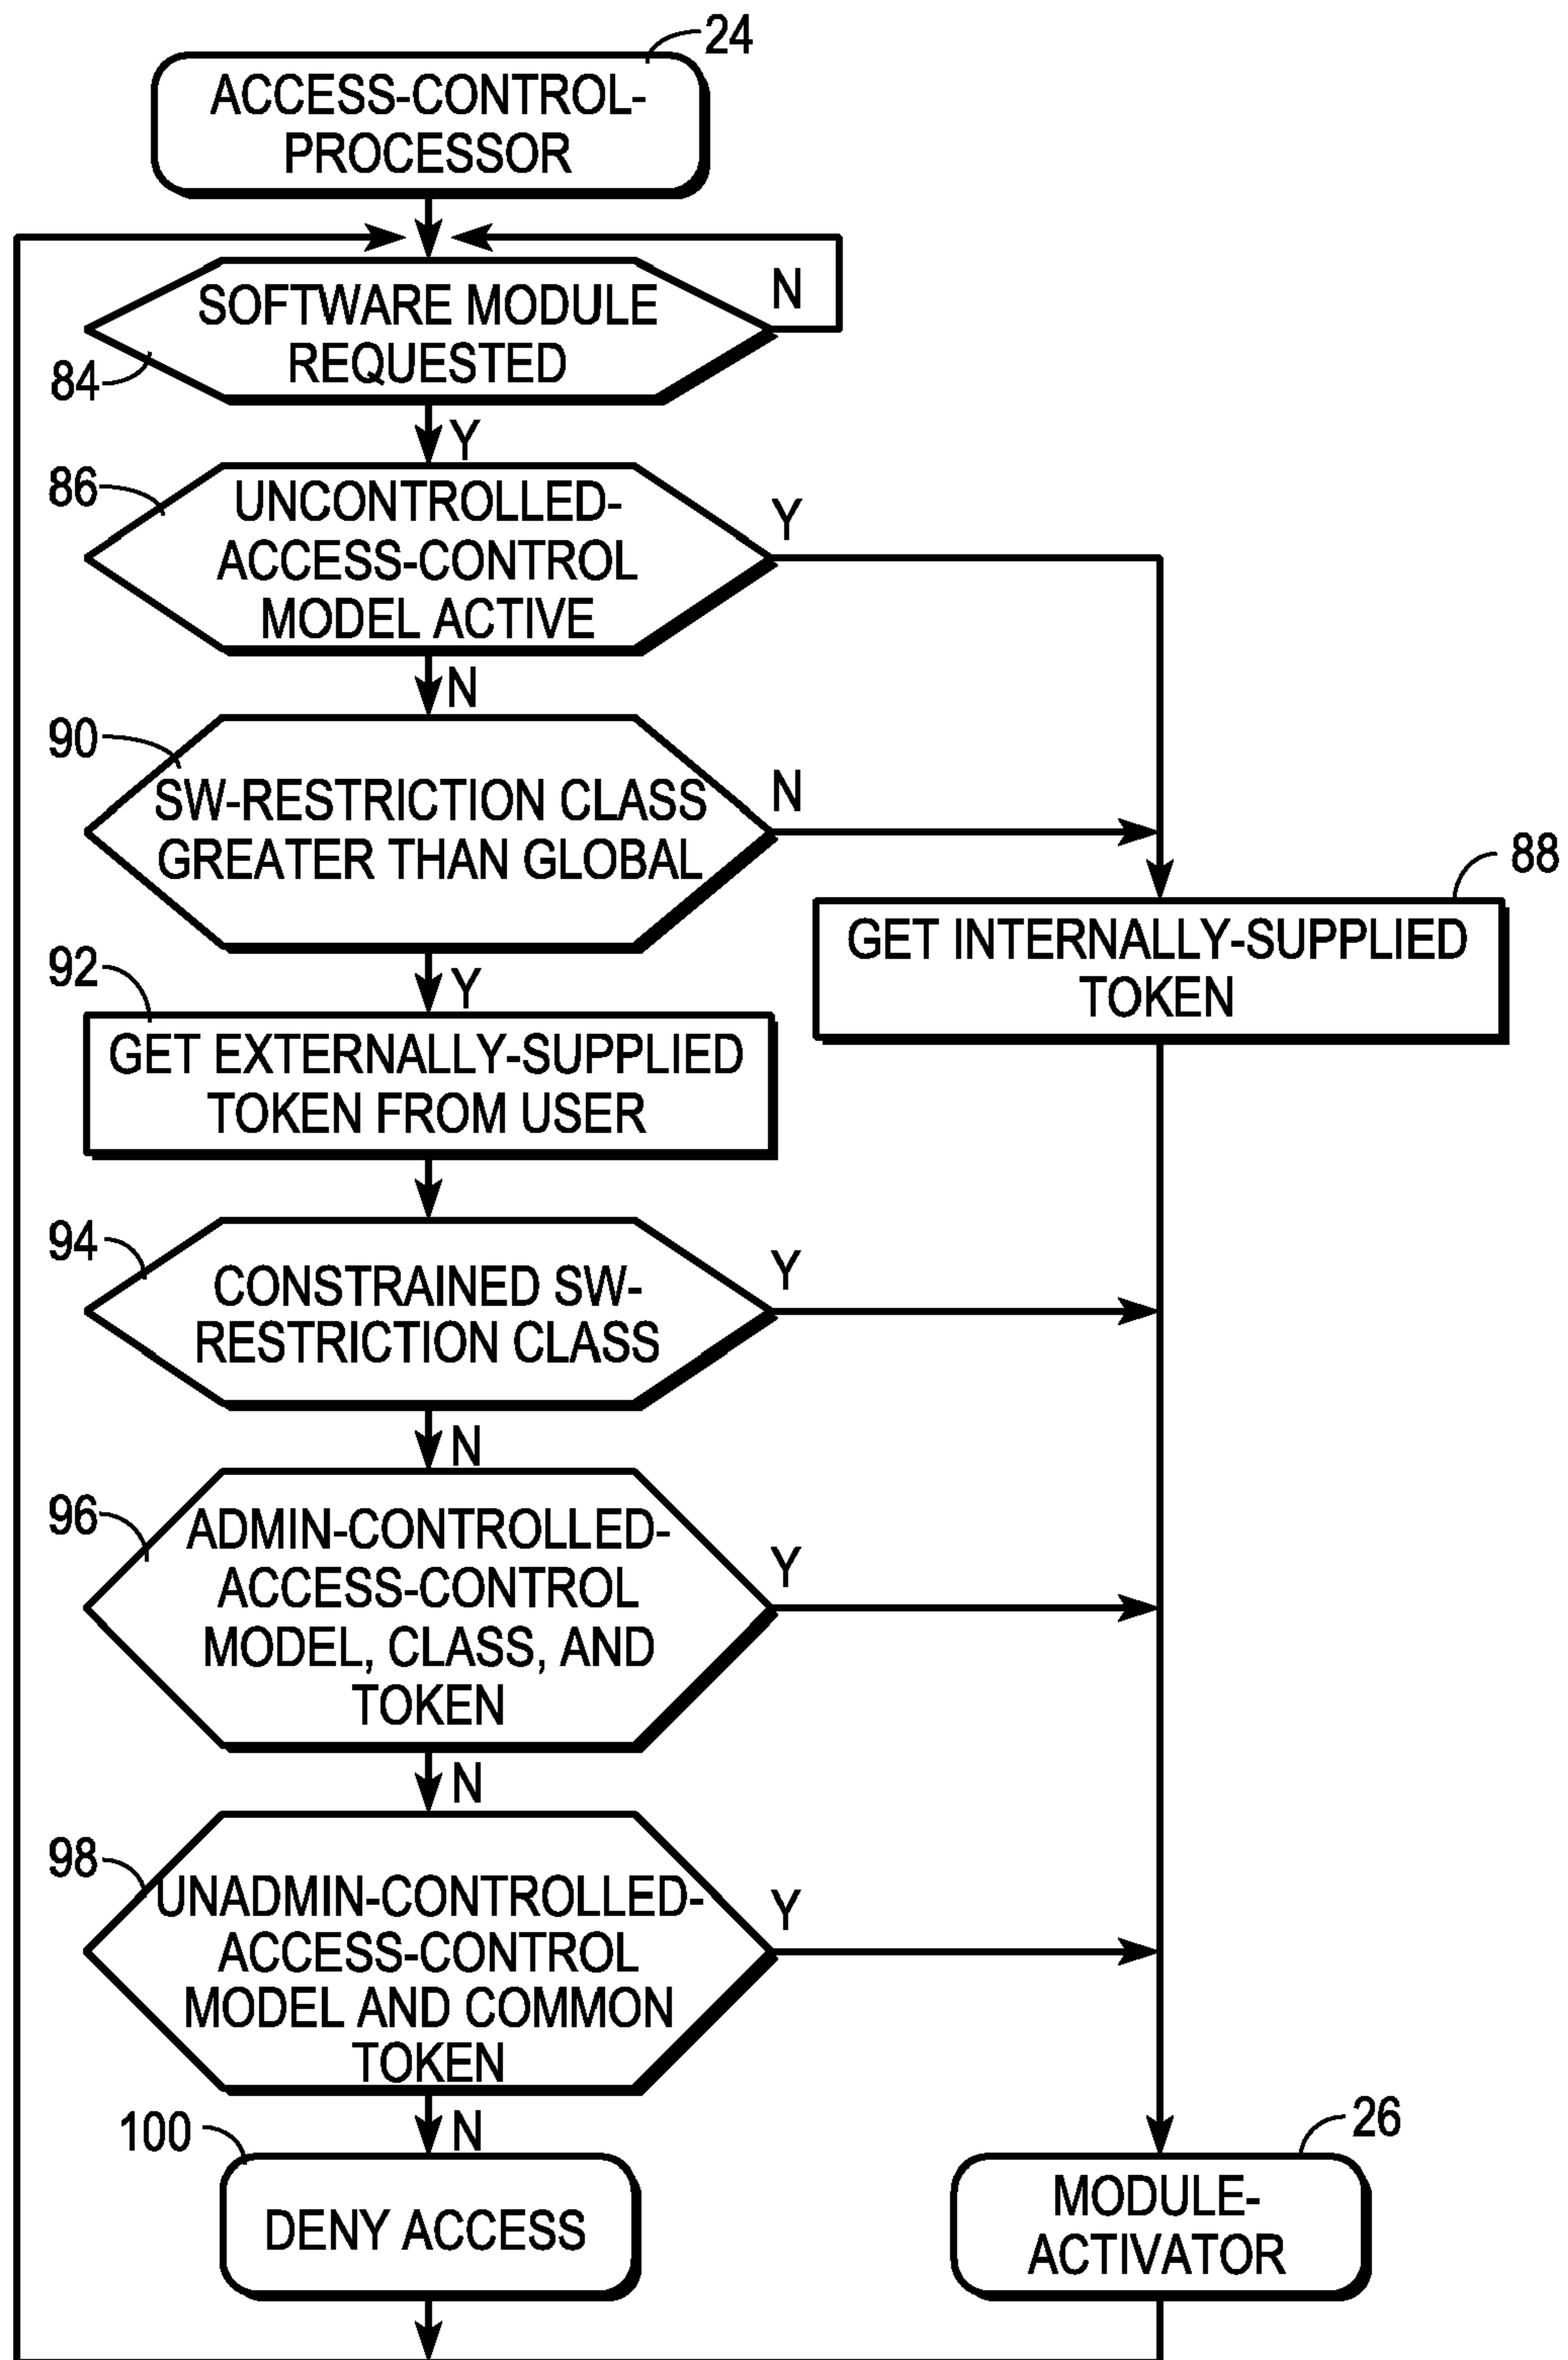 24
ACCESS-CONTROL-
PROCESSOR
SOFTWARE MODULE
REQUESTED
N
84
Y
86
UNCONTROLLED-
ACCESS-CONTROL
MODEL ACTIVE
Y
N
90
SW-RESTRICTION CLASS
GREATER THAN GLOBAL
N
88
GET INTERNALLY-SUPPLIED
TOKEN
Y
92
GET EXTERNALLY-SUPPLIED
TOKEN FROM USER
94
CONSTRAINED SW-
RESTRICTION CLASS
Y
N
96
ADMIN-CONTROLLED-
ACCESS-CONTROL
MODEL, CLASS, AND
TOKEN
Y
N
98
UNADMIN-CONTROLLED-
ACCESS-CONTROL
MODEL AND COMMON
TOKEN
Y
N
100
DENY ACCESS
26
MODULE-
ACTIVATOR